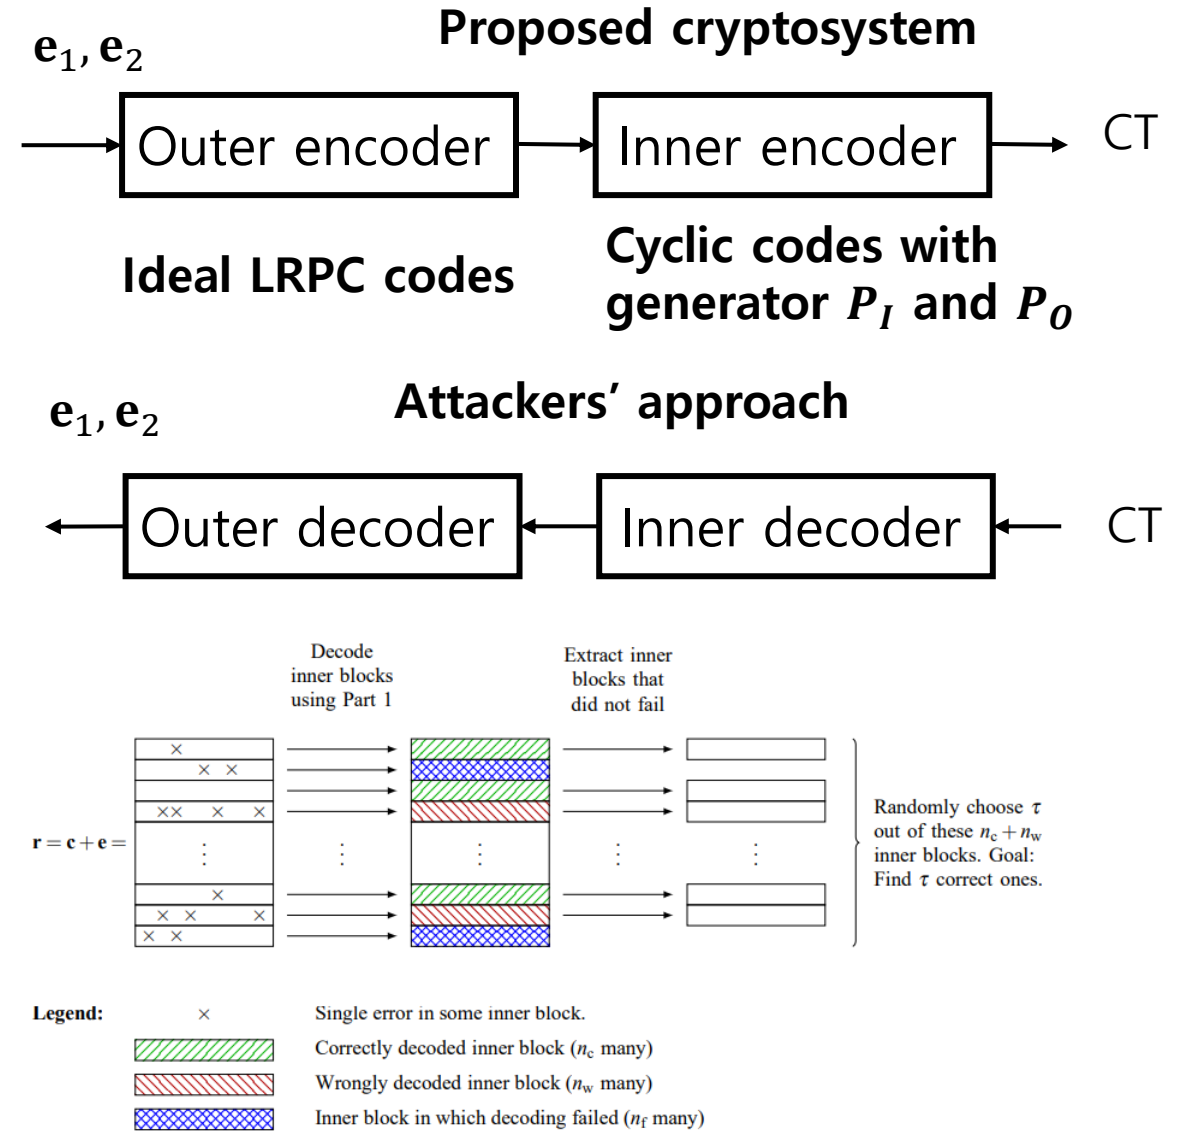 Proposed cryptosystem
𝐞₁, 𝐞₂
Outer encoder
Inner encoder
CT
Ideal LRPC codes
Cyclic codes with
generator 𝑷_𝑰 and 𝑷_𝑶
Attackers’ approach
𝐞₁, 𝐞₂
Outer decoder
Inner decoder
CT
Decode
inner blocks
using Part 1
Extract inner
blocks that
did not fail
r = c + e =
Randomly choose τ
out of these n_c + n_w
inner blocks. Goal:
Find τ correct ones.
Legend:
× Single error in some inner block.
Correctly decoded inner block (n_c many)
Wrongly decoded inner block (n_w many)
Inner block in which decoding failed (n_f many)